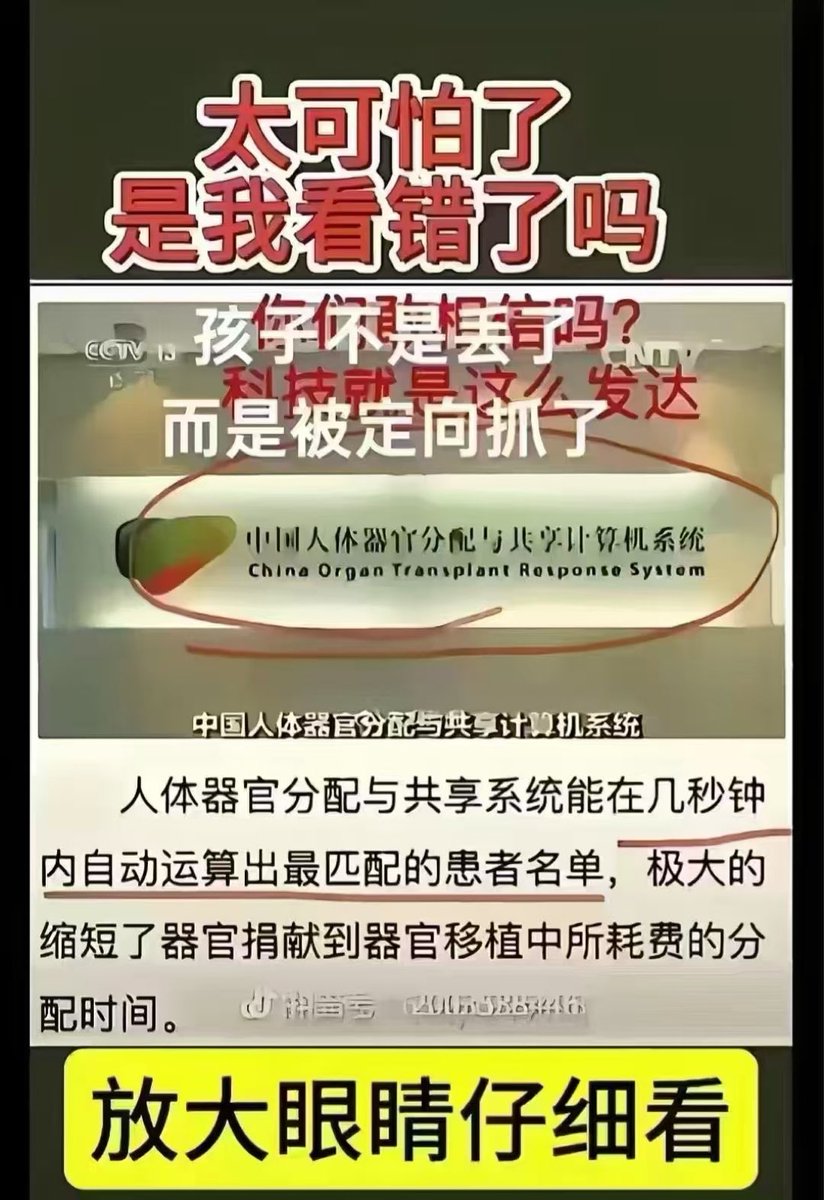 太可怕了
是我看错了吗
你们敢相信吗?
科技就是这么发达
孩子不是丢了
而是被定向抓了
CCTV 13
中国人体器官分配与共享计算机系统
China Organ Transplant Response System
中国人体器官分配与共享计算机系统
人体器官分配与共享系统能在几秒钟
内自动运算出最匹配的患者名单，极大的
缩短了器官捐献到器官移植中所耗费的分
配时间。
抖音号
放大眼睛仔细看